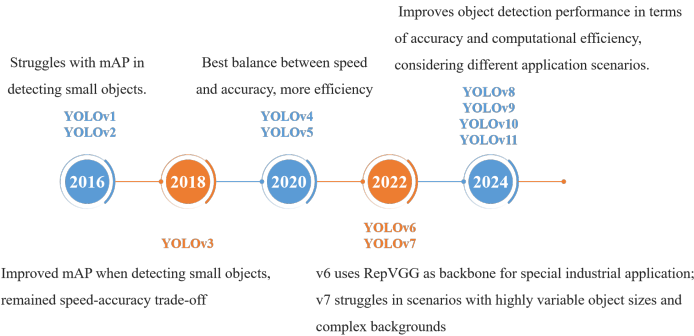 Improves object detection performance in terms
of accuracy and computational efficiency,
considering different application scenarios.
Struggles with mAP in
detecting small objects.
Best balance between speed
and accuracy, more efficiency
YOLOv1
YOLOv2
YOLOv4
YOLOv5
YOLOv8
YOLOv9
YOLOv10
YOLOv11
2016
2018
2020
2022
2024
YOLOv3
YOLOv6
YOLOv7
Improved mAP when detecting small objects,
remained speed-accuracy trade-off
v6 uses RepVGG as backbone for special industrial application;
v7 struggles in scenarios with highly variable object sizes and
complex backgrounds